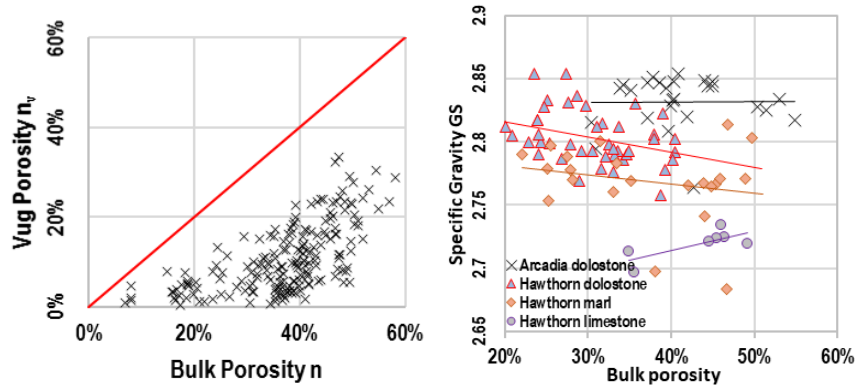 60%
40%
20%
0%
Vug Porosity nv
0%
20%
40%
60%
Bulk Porosity n
2.9
2.85
2.8
2.75
2.7
2.65
Specific Gravity GS
Arcadia dolostone
Hawthorn dolostone
Hawthorn marl
Hawthorn limestone
20%
30%
40%
50%
60%
Bulk porosity